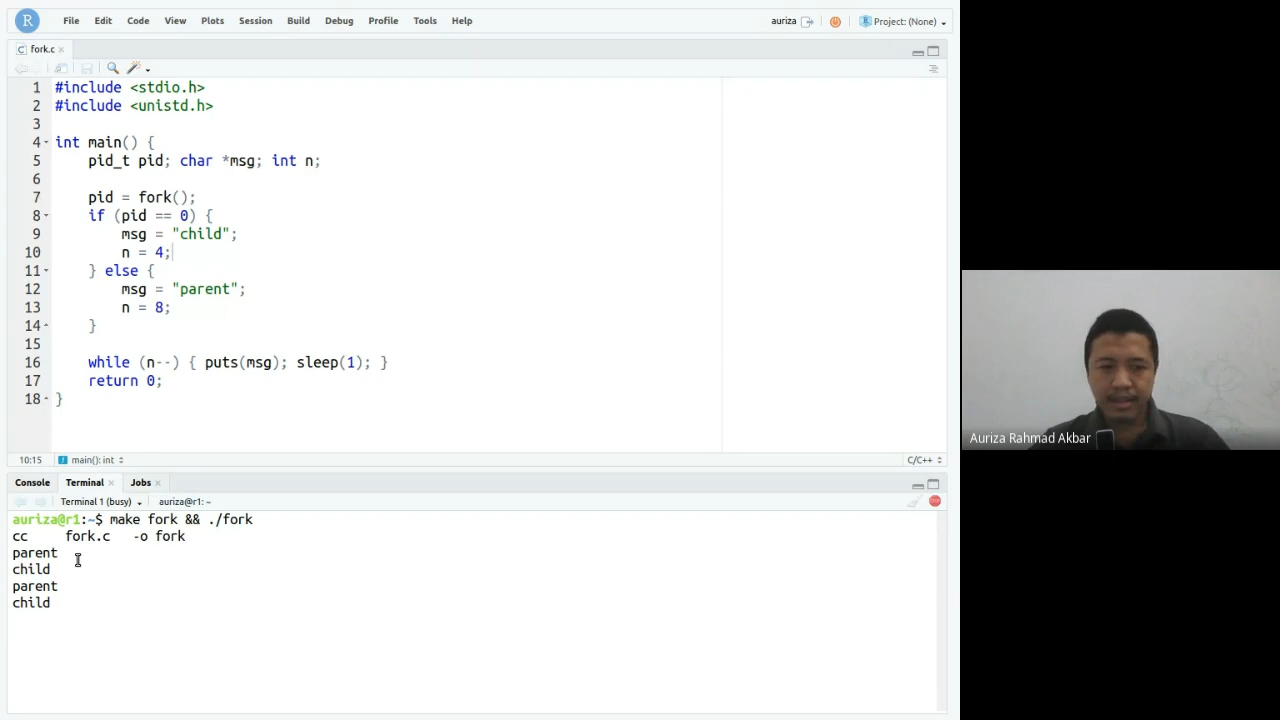 R File Edit Code View Plots Session Build Debug Profile Tools Help auriza R Project: (None)
C fork.c ×
1 #include <stdio.h>
2 #include <unistd.h>
3
4 int main() {
5     pid_t pid; char *msg; int n;
6
7     pid = fork();
8     if (pid == 0) {
9         msg = "child";
10         n = 4;
11     } else {
12         msg = "parent";
13         n = 8;
14     }
15
16     while (n--) { puts(msg); sleep(1); }
17     return 0;
18 }
10:15 f main(): int C/C++
Console Terminal × Jobs ×
Terminal 1 (busy) auriza@r1: ~
auriza@r1:~$ make fork && ./fork
cc     fork.c   -o fork
parent
child
parent
child
Auriza Rahmad Akbar